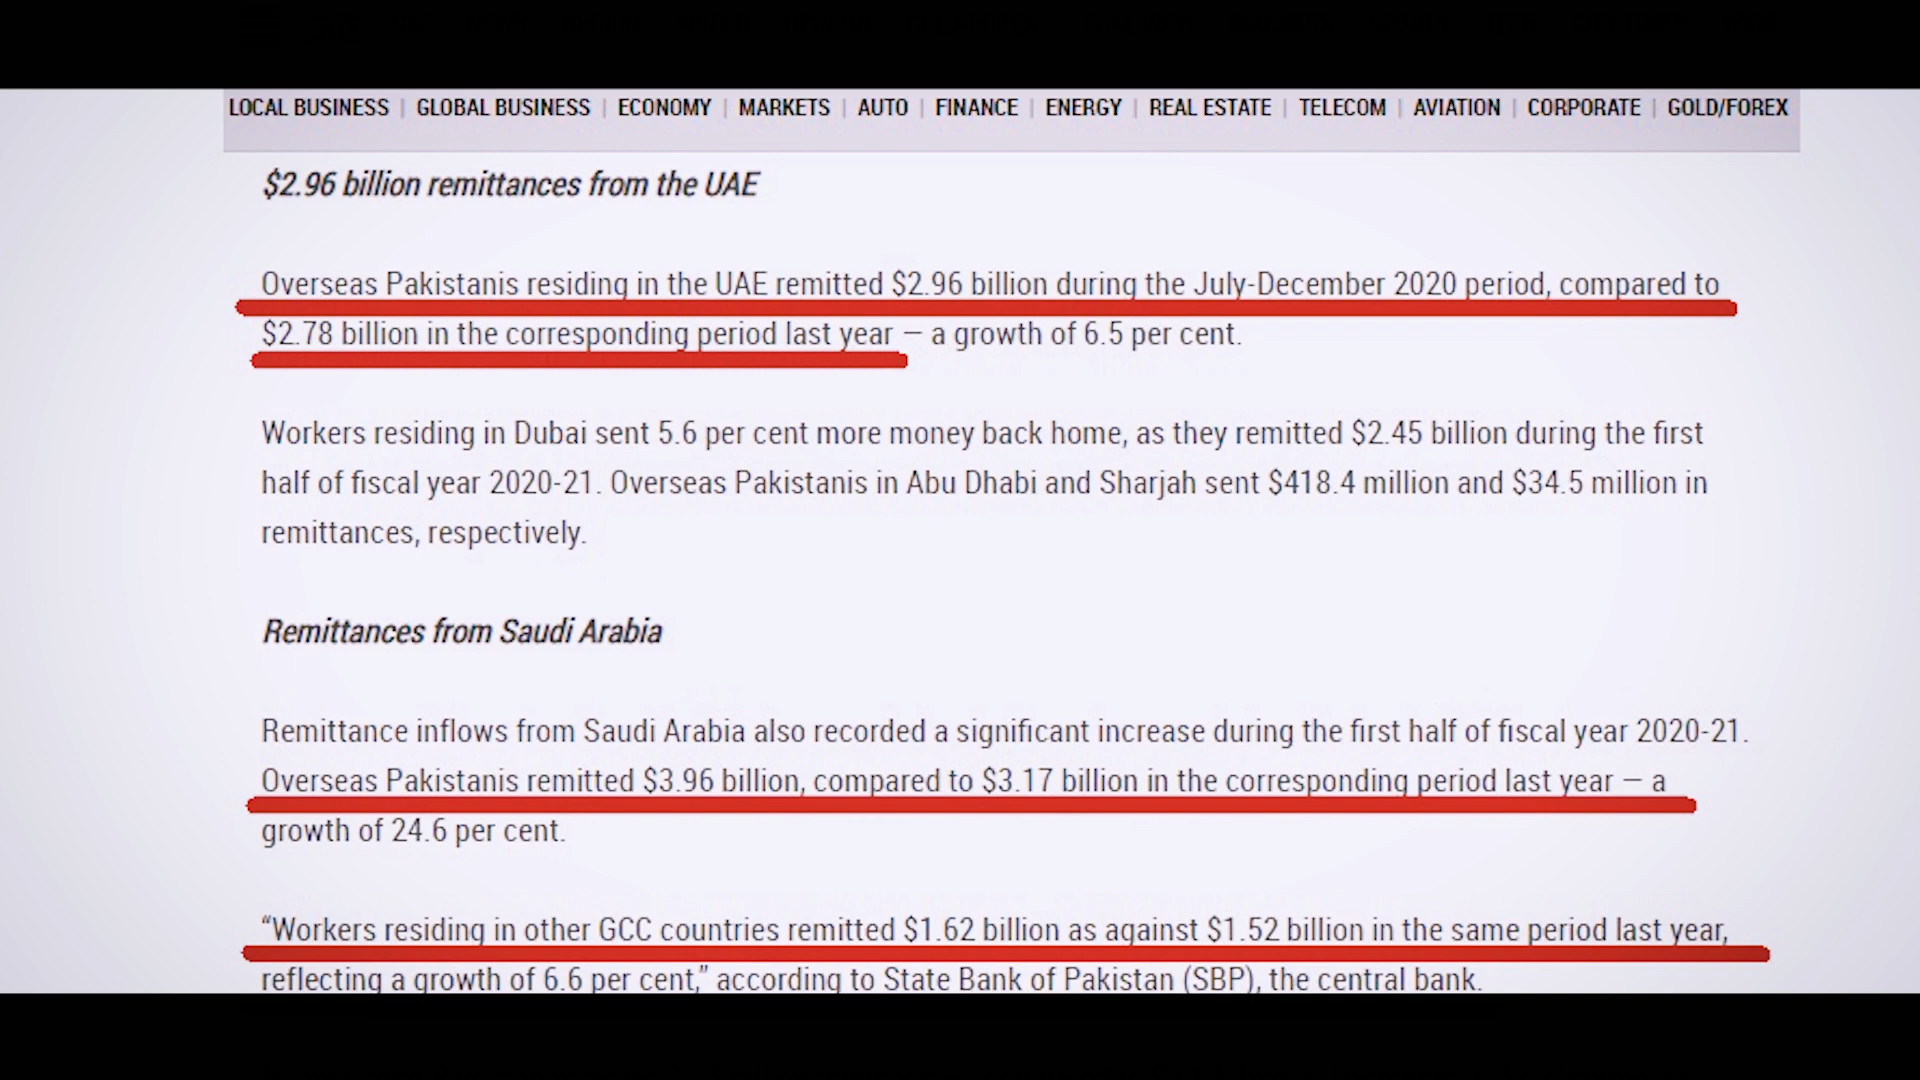 LOCAL BUSINESS | GLOBAL BUSINESS | ECONOMY | MARKETS | AUTO | FINANCE | ENERGY | REAL ESTATE | TELECOM | AVIATION | CORPORATE | GOLD/FOREX
$2.96 billion remittances from the UAE
Overseas Pakistanis residing in the UAE remitted $2.96 billion during the July-December 2020 period, compared to
$2.78 billion in the corresponding period last year — a growth of 6.5 per cent.
Workers residing in Dubai sent 5.6 per cent more money back home, as they remitted $2.45 billion during the first
half of fiscal year 2020-21. Overseas Pakistanis in Abu Dhabi and Sharjah sent $418.4 million and $34.5 million in
remittances, respectively.
Remittances from Saudi Arabia
Remittance inflows from Saudi Arabia also recorded a significant increase during the first half of fiscal year 2020-21.
Overseas Pakistanis remitted $3.96 billion, compared to $3.17 billion in the corresponding period last year — a
growth of 24.6 per cent.
“Workers residing in other GCC countries remitted $1.62 billion as against $1.52 billion in the same period last year,
reflecting a growth of 6.6 per cent,” according to State Bank of Pakistan (SBP), the central bank.